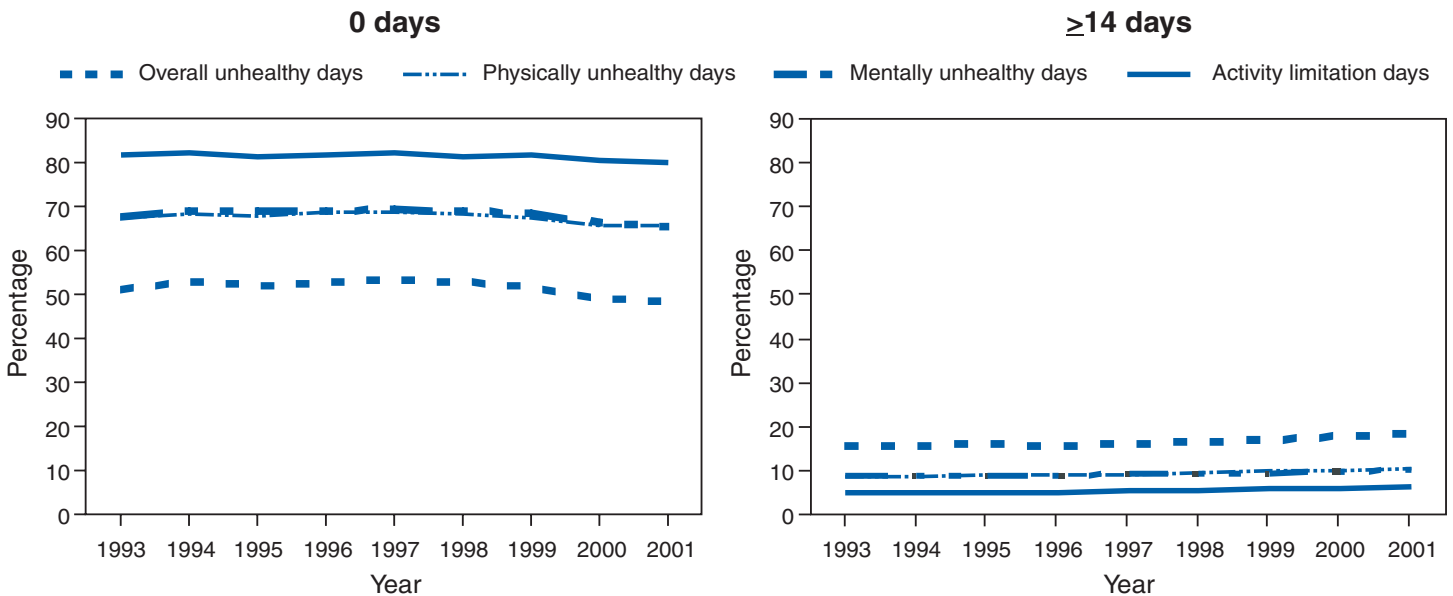 0 days
≥14 days
Overall unhealthy days
Physically unhealthy days
Mentally unhealthy days
Activity limitation days
Percentage
90
80
70
60
50
40
30
20
10
0
1993 1994 1995 1996 1997 1998 1999 2000 2001
Year
Percentage
90
80
70
60
50
40
30
20
10
0
1993 1994 1995 1996 1997 1998 1999 2000 2001
Year